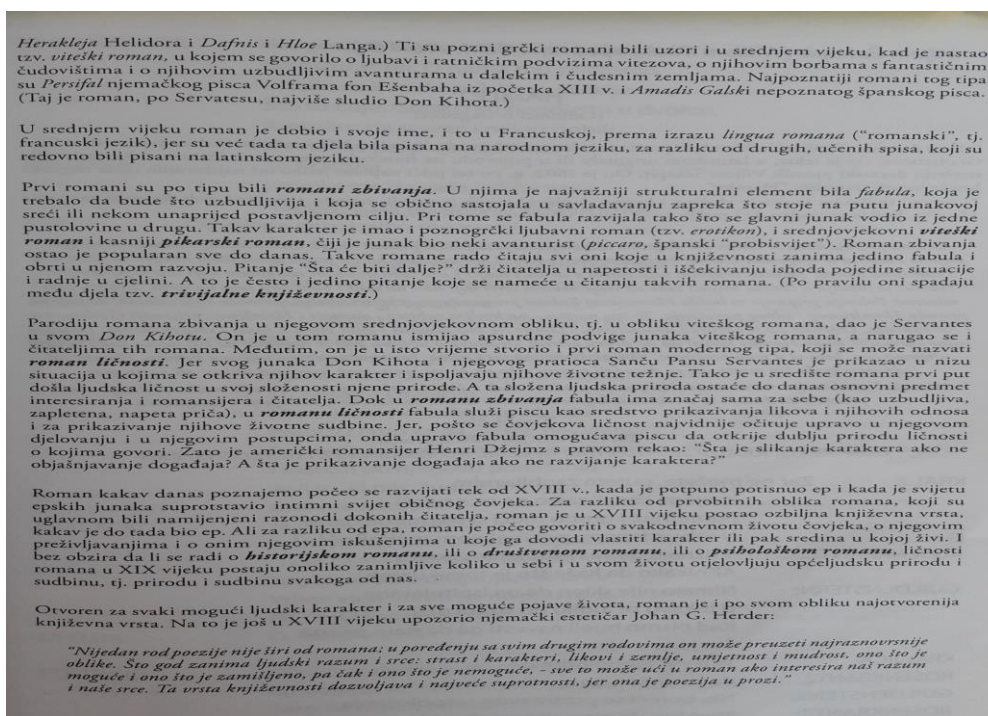 Herakleja Helidora i Dafnis i Hloe Langa.) Ti su pozni grčki romani bili uzori i u srednjem vijeku, kad je nastao
tzv. viteški roman, u kojem se govorilo o ljubavi i ratničkim podvizima vitezova, o njihovim borbama s fantastičnim
čudovištima i o njihovim uzbudljivim avanturama u dalekim i čudesnim zemljama. Najpoznatiji romani tog tipa
su Persifal njemačkog pisca Volframa fon Ešenbaha iz početka XIII v. i Amadis Galski nepoznatog španskog pisca.
(Taj je roman, po Servatesu, najviše sludio Don Kihota.)
U srednjem vijeku roman je dobio i svoje ime, i to u Francuskoj, prema izrazu lingua romana ("romanski", tj.
francuski jezik), jer su već tada ta djela bila pisana na narodnom jeziku, za razliku od drugih, učenih spisa, koji su
redovno bili pisani na latinskom jeziku.
Prvi romani su po tipu bili romani zbivanja. U njima je najvažniji strukturalni element bila fabula, koja je
trebalo da bude što uzbudljivija i koja se obično sastojala u savladavanju zapreka što stoje na putu junakovoj
sreći ili nekom unaprijed postavljenom cilju. Pri tome se fabula razvijala tako što se glavni junak vodio iz jedne
pustolovine u drugu. Takav karakter je imao i poznogrčki ljubavni roman (tzv. erotikon), i srednjovjekovni viteški
roman i kasniji pikarski roman, čiji je junak bio neki avanturist (piccaro, španski "probisvijet"). Roman zbivanja
ostao je popularan sve do danas. Takve romane rado čitaju svi oni koje u književnosti zanima jedino fabula i
obrti u njenom razvoju. Pitanje "Šta će biti dalje?" drži čitatelja u napetosti i iščekivanju ishoda pojedine situacije
i radnje u cjelini. A to je često i jedino pitanje koje se nameće u čitanju takvih romana. (Po pravilu oni spadaju
među djela tzv. trivijalne književnosti.)
Parodiju romana zbivanja u njegovom srednjovjekovnom obliku, tj. u obliku viteškog romana, dao je Servantes
u svom Don Kihotu. On je u tom romanu ismijao apsurdne podvige junaka viteškog romana, a narugao se i
čitateljima tih romana. Međutim, on je u isto vrijeme stvorio i prvi roman modernog tipa, koji se može nazvati
roman ličnosti. Jer svog junaka Don Kihota i njegovog pratioca Sanču Pansu Servantes je prikazao u nizu
situacija u kojima se otkriva njihov karakter i ispoljavaju njihove životne težnje. Tako je u središte romana prvi put
došla ljudska ličnost u svoj složenosti njene prirode. A ta složena ljudska priroda ostaće do danas osnovni predmet
interesiranja i romansijera i čitatelja. Dok u romanu zbivanja fabula ima značaj sama za sebe (kao uzbudljiva,
zapletena, napeta priča), u romanu ličnosti fabula služi piscu kao sredstvo prikazivanja likova i njihovih odnosa
i za prikazivanje njihove životne sudbine. Jer, pošto se čovjekova ličnost najvidnije očituje upravo u njegovom
djelovanju i u njegovim postupcima, onda upravo fabula omogućava piscu da otkrije dublju prirodu ličnosti
o kojima govori. Zato je američki romansijer Henri Džejmz s pravom rekao: "Šta je slikanje karaktera ako ne
objašnjavanje događaja? A šta je prikazivanje događaja ako ne razvijanje karaktera?"
Roman kakav danas poznajemo počeo se razvijati tek od XVIII v., kada je potpuno potisnuo ep i kada je svijetu
epskih junaka suprotstavio intimni svijet običnog čovjeka. Za razliku od prvobitnih oblika romana, koji su
uglavnom bili namijenjeni razonodi dokonih čitatelja, roman je u XVIII vijeku postao ozbiljna književna vrsta,
kakav je do tada bio ep. Ali za razliku od epa, roman je počeo govoriti o svakodnevnom životu čovjeka, o njegovim
preživljavanjima i o onim njegovim iskušenjima u koje ga dovodi vlastiti karakter ili pak sredina u kojoj živi. I
bez obzira da li se radi o historijskom romanu, ili o društvenom romanu, ili o psihološkom romanu, ličnosti
romana u XIX vijeku postaju onoliko zanimljive koliko u sebi i u svom životu otjelovljuju općeljudsku prirodu i
sudbinu, tj. prirodu i sudbinu svakoga od nas.
Otvoren za svaki mogući ljudski karakter i za sve moguće pojave života, roman je i po svom obliku najotvorenija
književna vrsta. Na to je još u XVIII vijeku upozorio njemački estetičar Johan G. Herder:
"Nijedan rod poezije nije širi od romana; u poređenju sa svim drugim rodovima on može preuzeti najraznovrsnije
oblike. Što god zanima ljudski razum i srce: strast i karakteri, likovi i zemlje, umjetnost i mudrost, ono što je
moguće i ono što je zamišljeno, pa čak i ono što je nemoguće, - sve to može ući u roman ako interesira naš razum
i naše srce. Ta vrsta književnosti dozvoljava i najveće suprotnosti, jer ona je poezija u prozi."